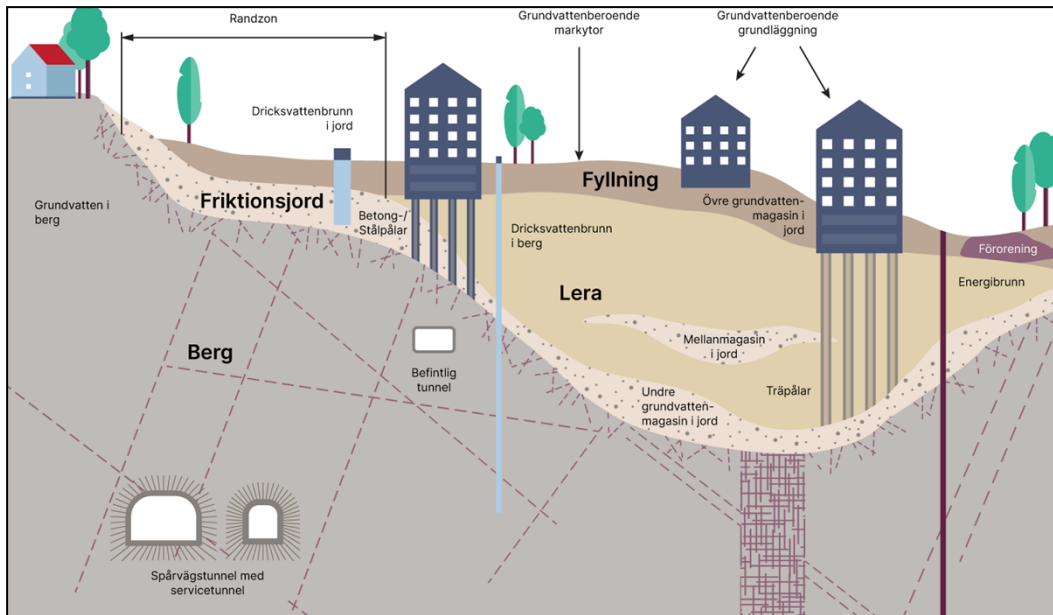 Randzon
Grundvattenberoende
markytor
Grundvattenberoende
grundläggning
Dricksvattenbrunn
i jord
Grundvatten i
berg
Friktionsjord
Betong-/
Stålpålar
Fyllning
Dricksvattenbrunn
i berg
Övre grundvatten-
magasin i
jord
Förorening
Energibrunn
Lera
Mellanmagasin
i jord
Berg
Befintlig
tunnel
Undre
grundvatten-
magasin i jord
Träpålar
Spårvägstunnel med
servicetunnel